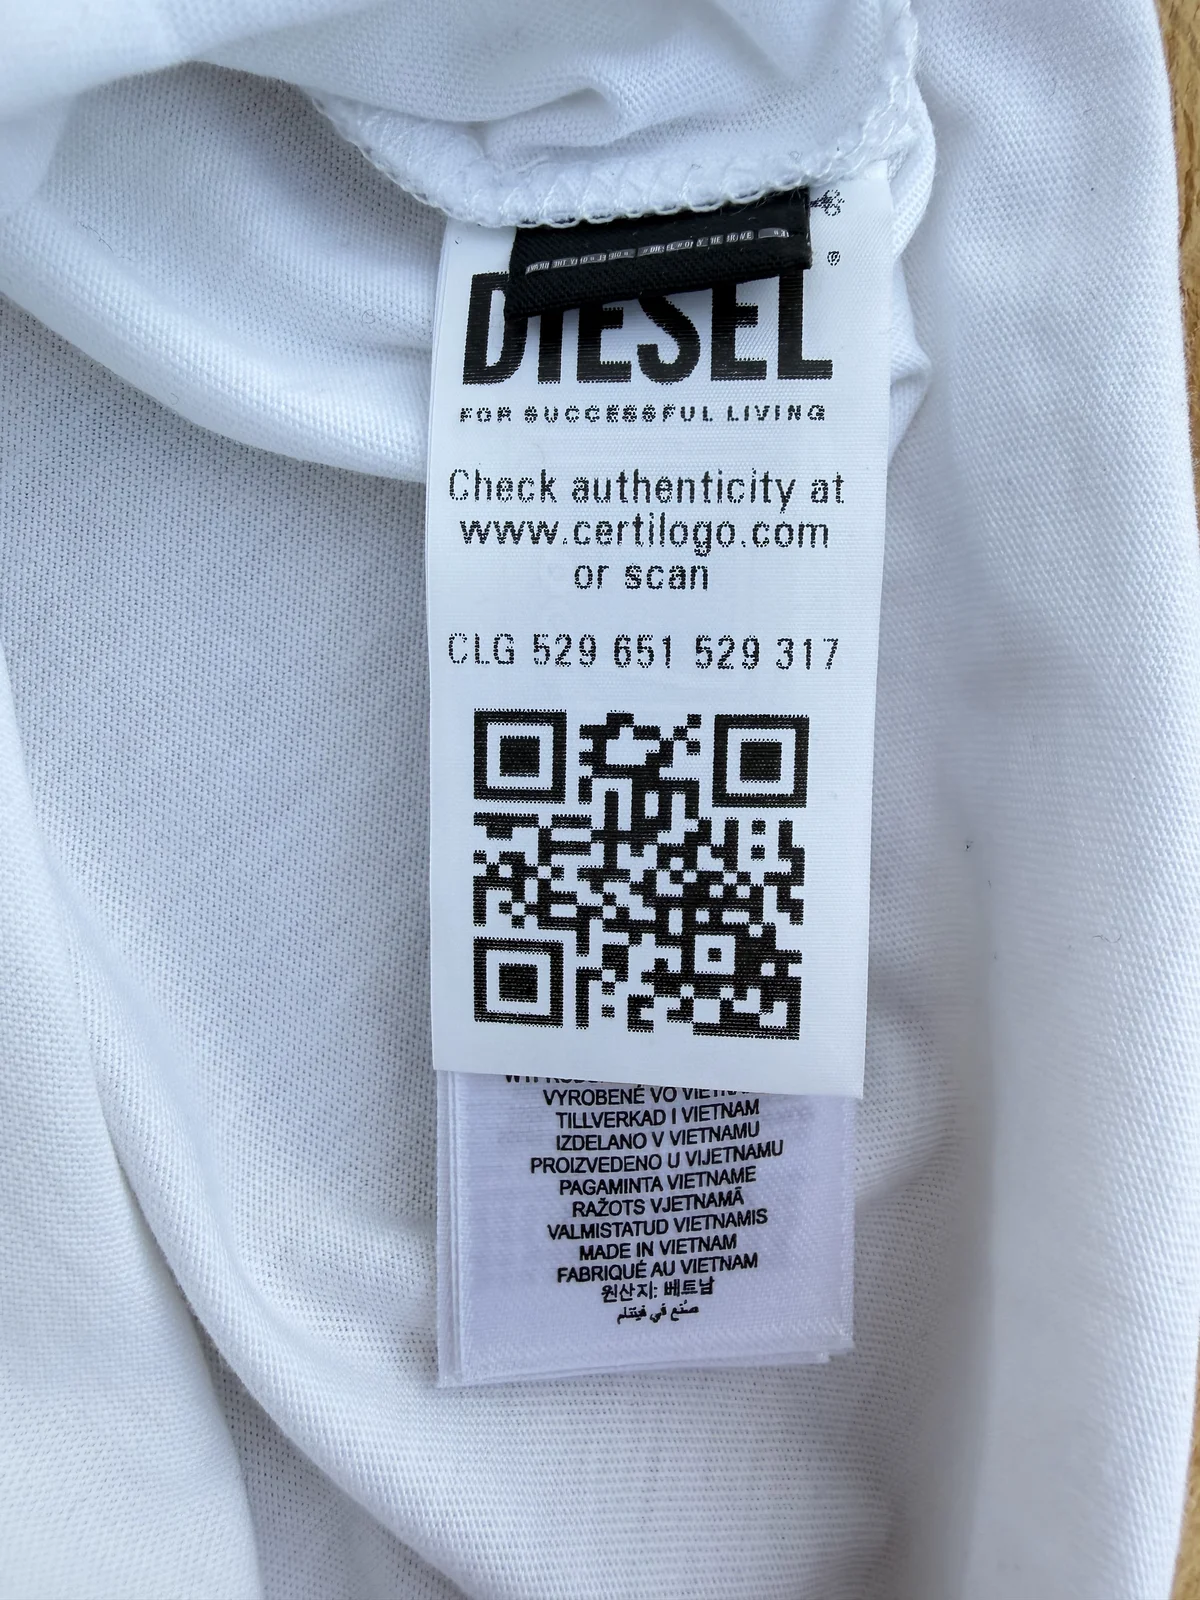 DIESEL
FOR SUCCESSFUL LIVING
Check authenticity at
www.certilogo.com
or scan
CLG 529 651 529 317
VYROBENÉ VO
TILLVERKAD I VIETNAM
IZDELANO V VIETNAMU
PROIZVEDENO U VIJETNAMU
PAGAMINTA VIETNAME
RAŽOTS VJETNAMĀ
VALMISTATUD VIETNAMIS
MADE IN VIETNAM
FABRIQUÉ AU VIETNAM
원산지: 베트남
صُنع في فيتنام